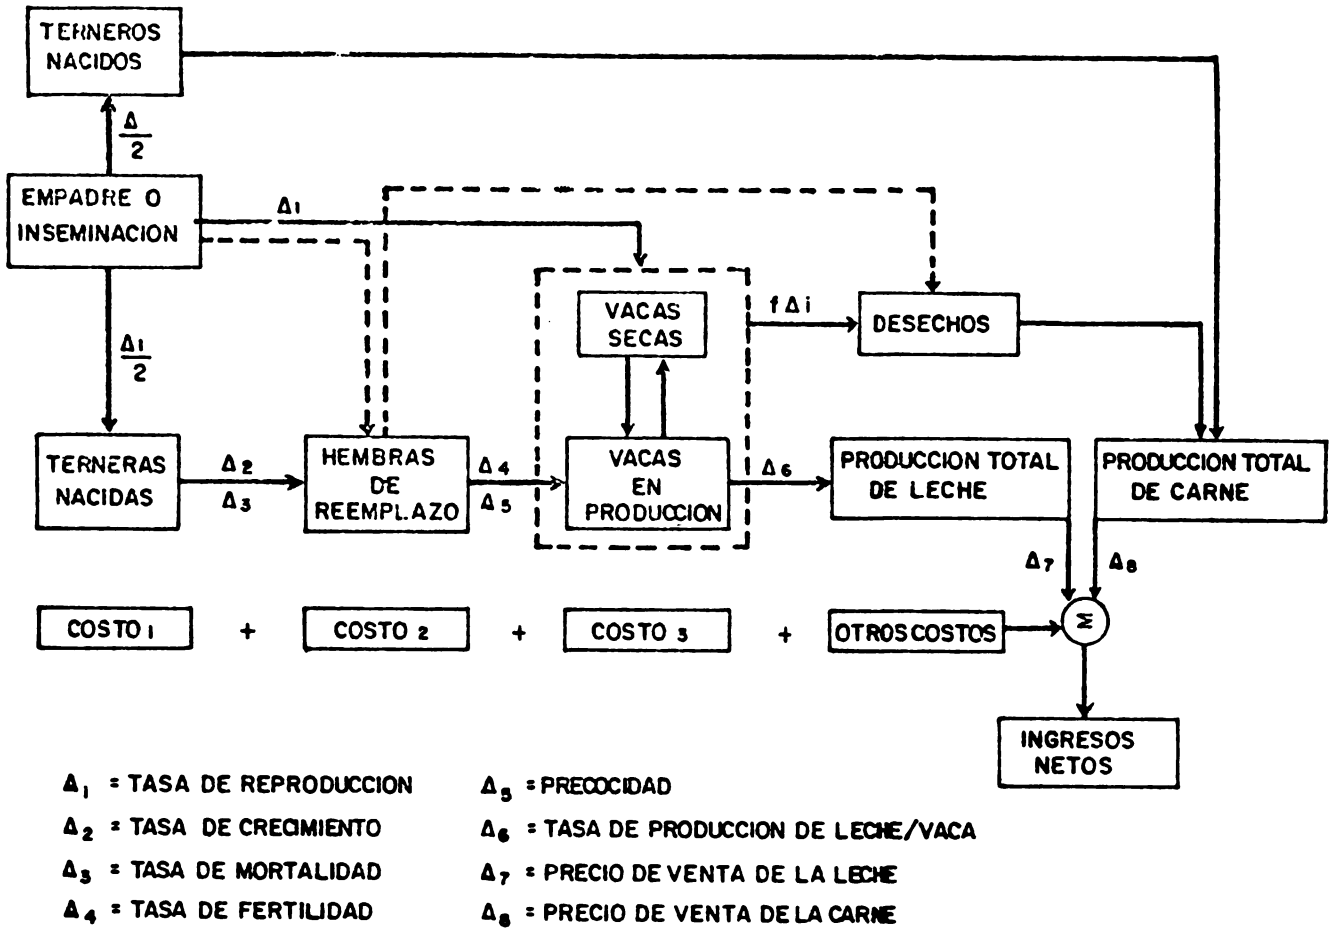 TERNEROS
NACIDOS
Δ
2
EMPADRE O
INSEMINACION
Δ1
Δ1
2
VACAS
SECAS
f Δ i
DESECHOS
TERNERAS
NACIDAS
Δ2
Δ3
HEMBRAS
DE
REEMPLAZO
Δ4
Δ5
VACAS
EN
PRODUCCION
Δ6
PRODUCCION TOTAL
DE LECHE
PRODUCCION TOTAL
DE CARNE
Δ7
Δ8
COSTO 1
+
COSTO 2
+
COSTO 3
+
OTROS COSTOS
Σ
INGRESOS
NETOS
Δ1 = TASA DE REPRODUCCION
Δ2 = TASA DE CRECIMIENTO
Δ3 = TASA DE MORTALIDAD
Δ4 = TASA DE FERTILIDAD
Δ5 = PRECOCIDAD
Δ6 = TASA DE PRODUCCION DE LECHE/VACA
Δ7 = PRECIO DE VENTA DE LA LECHE
Δ8 = PRECIO DE VENTA DE LA CARNE